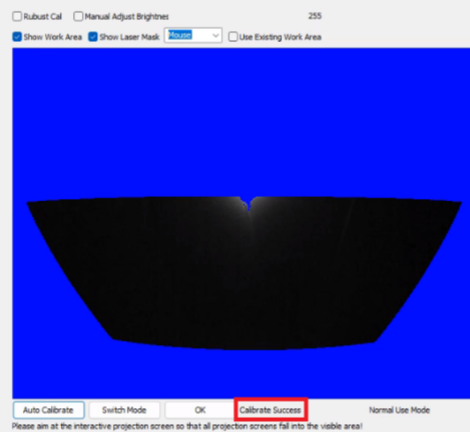 Rubust Cal Manual Adjust Brightnes 255
Show Work Area Show Laser Mask Mouse Use Existing Work Area
Auto Calibrate Switch Mode OK Calibrate Success Normal Use Mode
Please aim at the interactive projection screen so that all projection screens fall into the visible area!